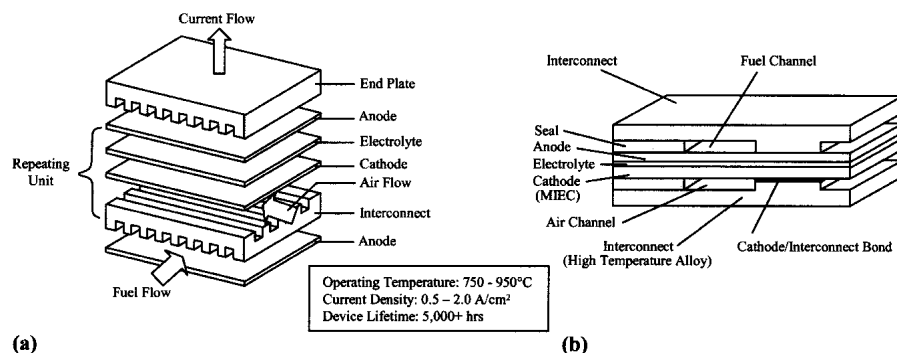 Current Flow
End Plate
Anode
Electrolyte
Cathode
Air Flow
Interconnect
Anode
Repeating
Unit
Fuel Flow
Operating Temperature: 750 - 950°C
Current Density: 0.5 – 2.0 A/cm²
Device Lifetime: 5,000+ hrs
(a)
Interconnect
Fuel Channel
Seal
Anode
Electrolyte
Cathode
(MIEC)
Air Channel
Interconnect
(High Temperature Alloy)
Cathode/Interconnect Bond
(b)